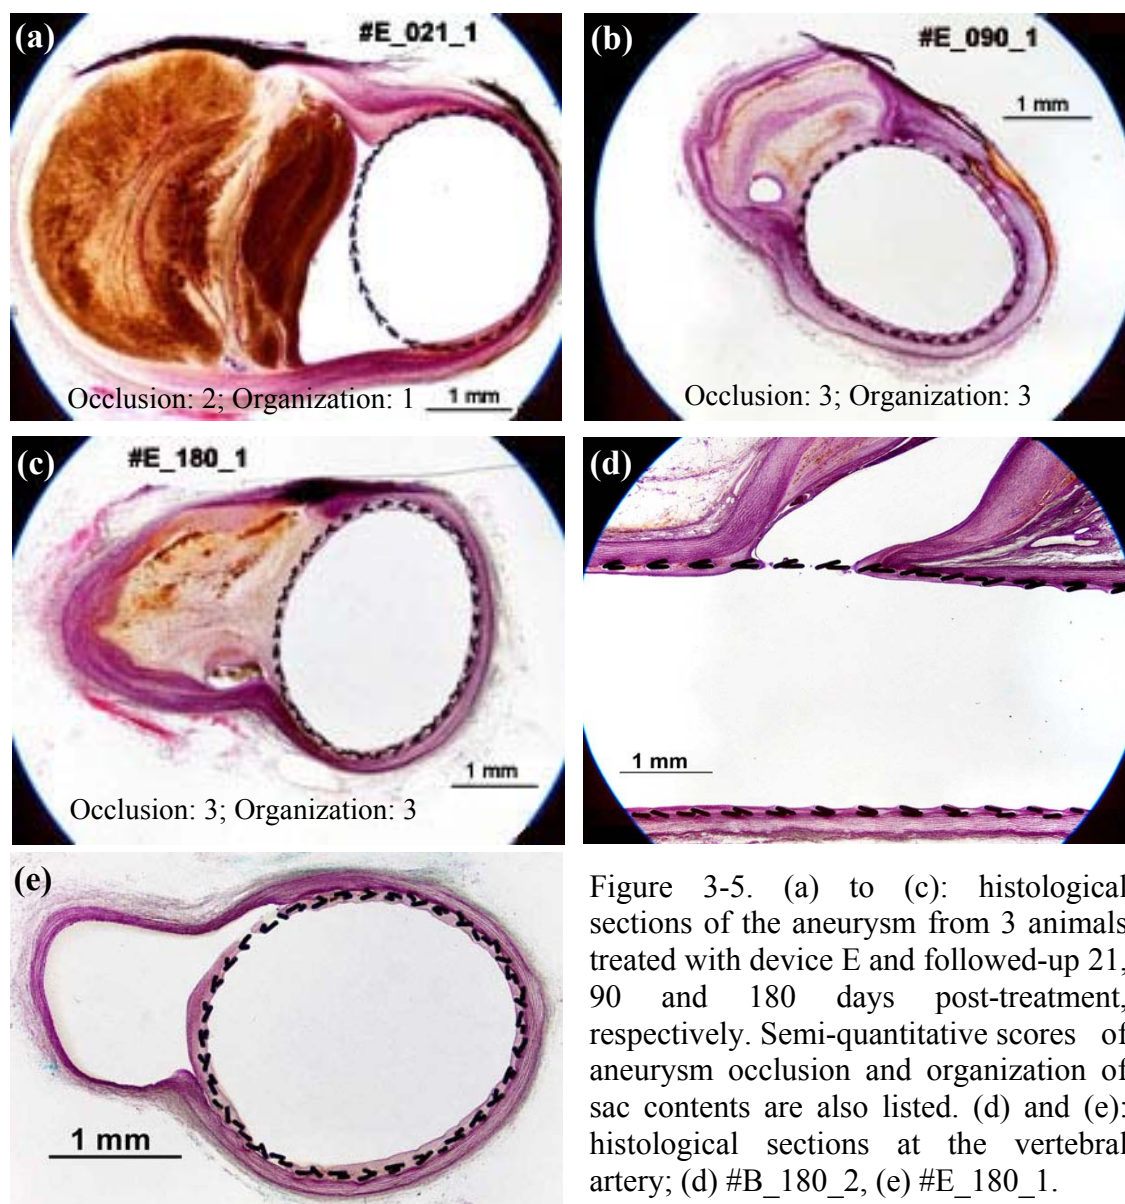 (a)
#E_021_1
Occlusion: 2; Organization: 1
1 mm
(b)
#E_090_1
1 mm
Occlusion: 3; Organization: 3
(c)
#E_180_1
1 mm
Occlusion: 3; Organization: 3
(d)
1 mm
(e)
1 mm
Figure 3-5. (a) to (c): histological
sections of the aneurysm from 3 animals
treated with device E and followed-up 21,
90 and 180 days post-treatment,
respectively. Semi-quantitative scores of
aneurysm occlusion and organization of
sac contents are also listed. (d) and (e):
histological sections at the vertebral
artery; (d) #B_180_2, (e) #E_180_1.